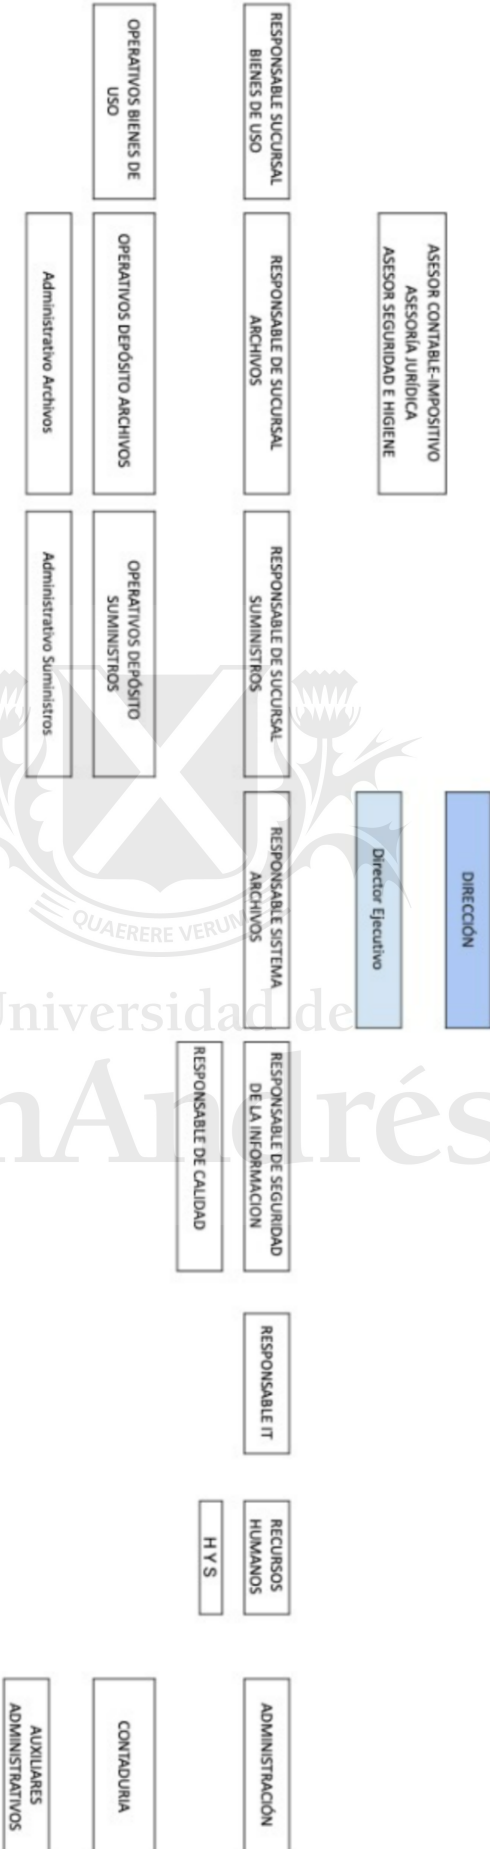 DIRECCIÓN
ASESOR CONTABLE-IMPOSITIVO
ASESORÍA JURÍDICA
ASESOR SEGURIDAD E HIGIENE
Director Ejecutivo
RESPONSABLE SUCURSAL
BIENES DE USO
RESPONSABLE DE SUCURSAL
ARCHIVOS
RESPONSABLE DE SUCURSAL
SUMINISTROS
RESPONSABLE SISTEMA
ARCHIVOS
RESPONSABLE DE SEGURIDAD
DE LA INFORMACION
RESPONSABLE IT
RECURSOS
HUMANOS
ADMINISTRACIÓN
RESPONSABLE DE CALIDAD
H Y S
OPERATIVOS BIENES DE
USO
OPERATIVOS DEPÓSITO ARCHIVOS
OPERATIVOS DEPÓSITO
SUMINISTROS
CONTADURIA
Administrativo Archivos
Administrativo Suministros
AUXILIARES
ADMINISTRATIVOS
QUAERERE VERUM
Universidad de
nAndrés